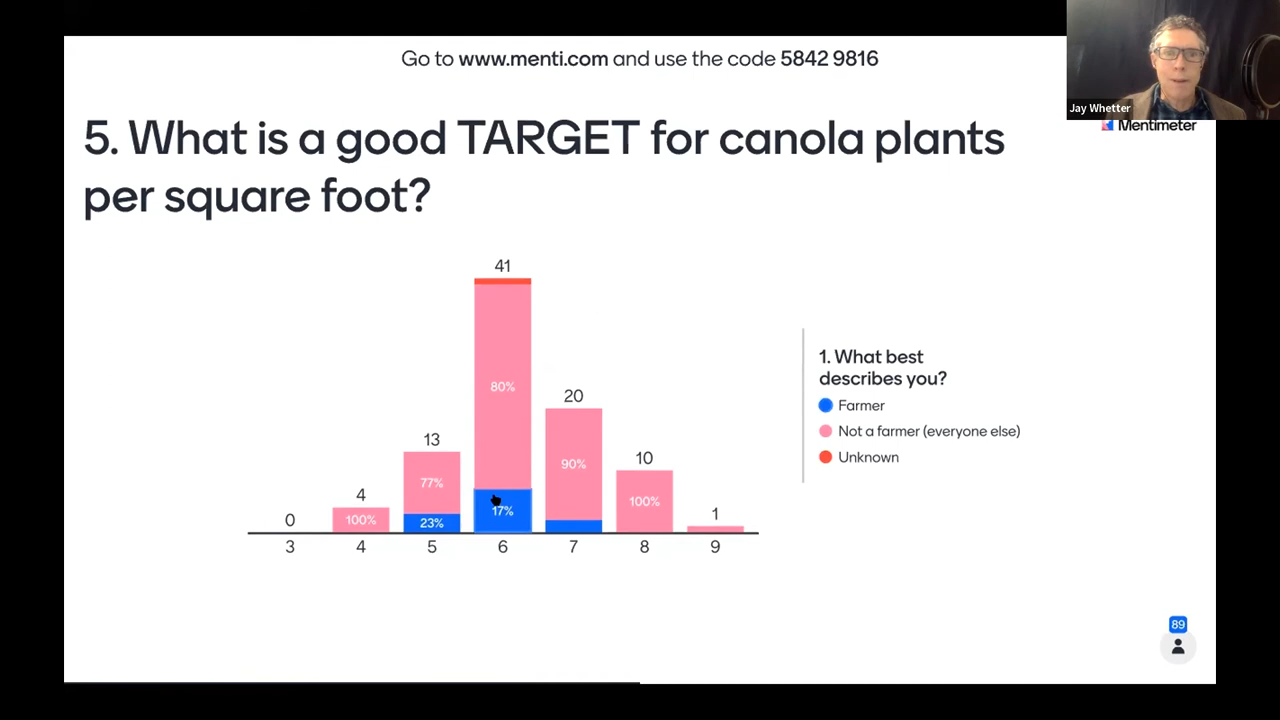 Go to www.menti.com and use the code 5842 9816
Jay Whetter
Mentimeter
5. What is a good TARGET for canola plants
per square foot?
41
80%
17%
20
90%
13
77%
23%
10
100%
4
100%
1
0
3 4 5 6 7 8 9
1. What best
describes you?
Farmer
Not a farmer (everyone else)
Unknown
89